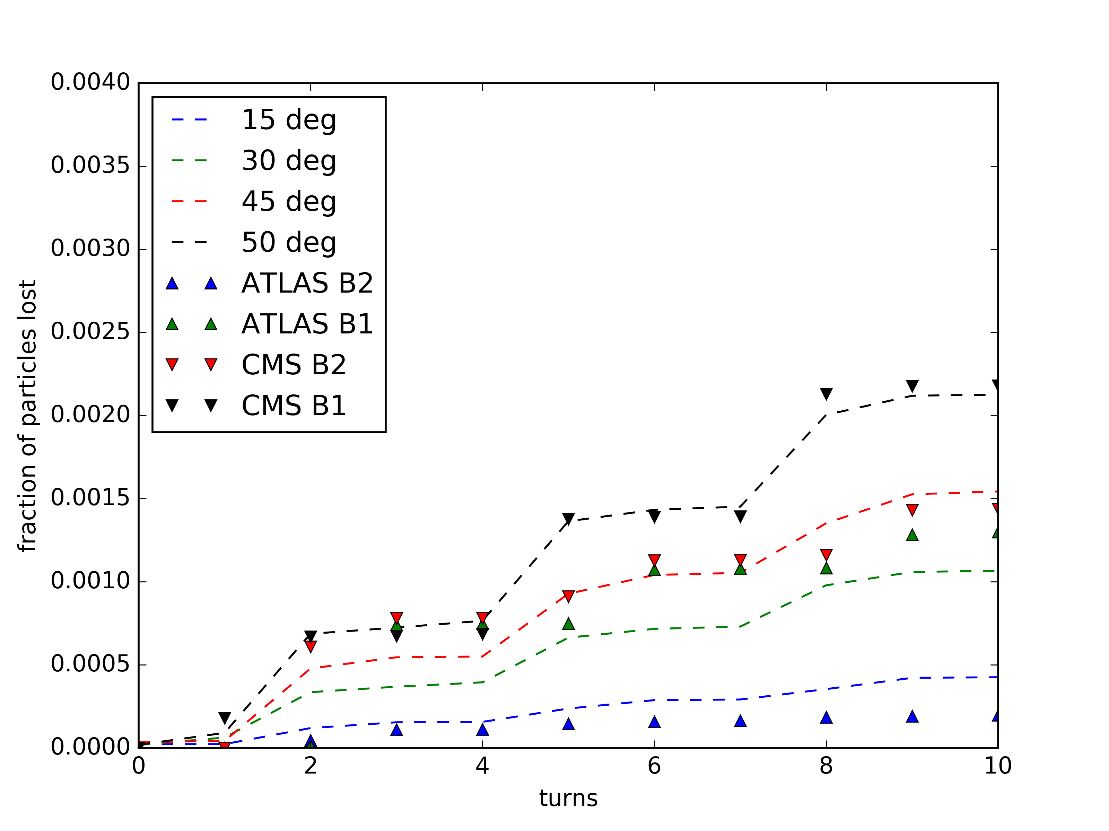 0.0040
0.0035
0.0030
0.0025
0.0020
0.0015
0.0010
0.0005
0.0000
fraction of particles lost
15 deg
30 deg
45 deg
50 deg
ATLAS B2
ATLAS B1
CMS B2
CMS B1
0 2 4 6 8 10
turns